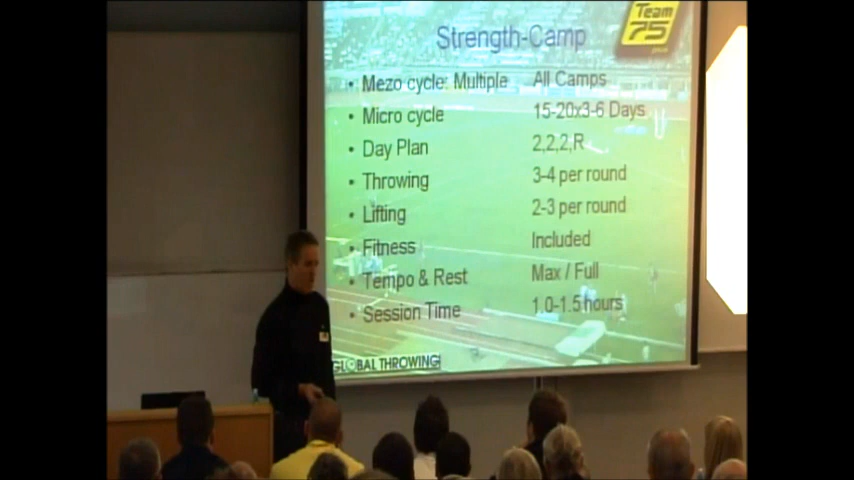 Team
75
Strength-Camp
• Mezo cycle: Multiple All Camps
• Micro cycle 15-20x3-6 Days
• Day Plan 2,2,2,R
• Throwing 3-4 per round
• Lifting 2-3 per round
• Fitness Included
• Tempo & Rest Max / Full
• Session Time 1.0-1.5 hours
GLOBAL THROWING